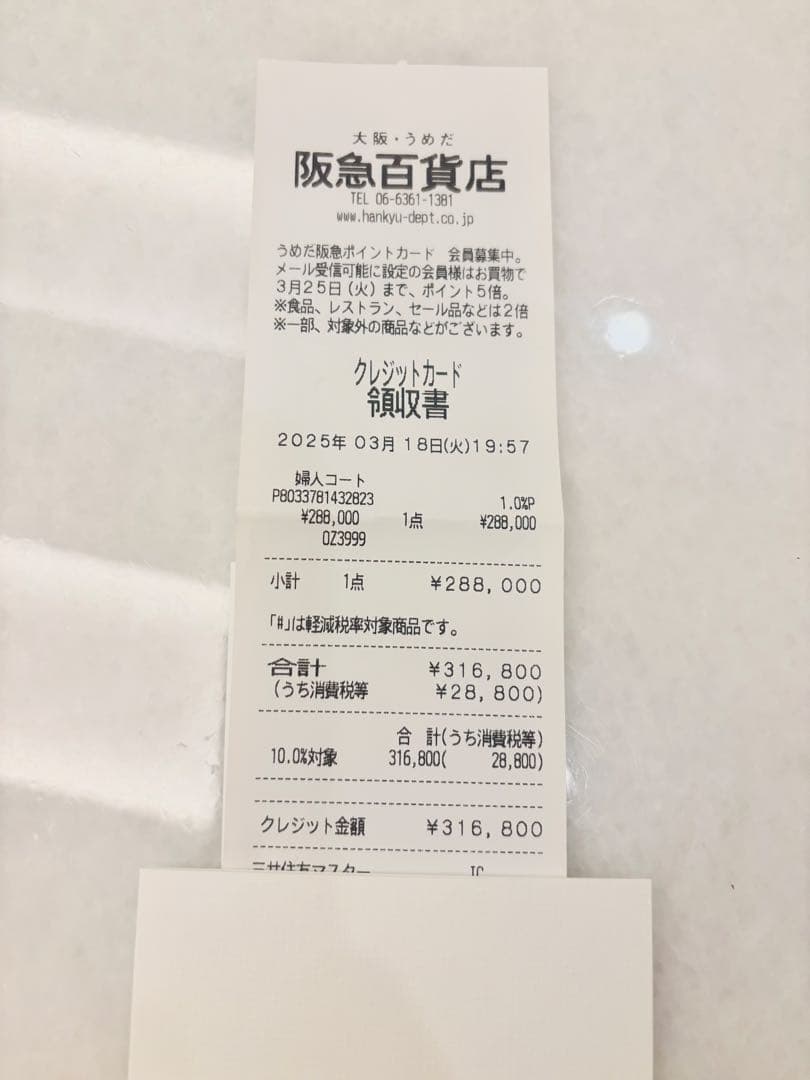 大阪・うめだ
阪急百貨店
TEL 06-6361-1381
www.hankyu-dept.co.jp
うめだ阪急ポイントカード　会員募集中。
メール受信可能に設定の会員様はお買物で
3月25日（火）まで、ポイント5倍。
※食品、レストラン、セール品などは2倍
※一部、対象外の商品などがございます。
クレジットカード
領収書
2025年 03月 18日(火)19:57
婦人コート
P8033781432823 1.0%P
¥288,000 1点 ¥288,000
0Z3999
小計 1点 ¥288,000
「#」は軽減税率対象商品です。
合計 ¥316,800
(うち消費税等 ¥28,800)
合 計(うち消費税等)
10.0%対象 316,800( 28,800)
クレジット金額 ¥316,800
三井住友マスター IC